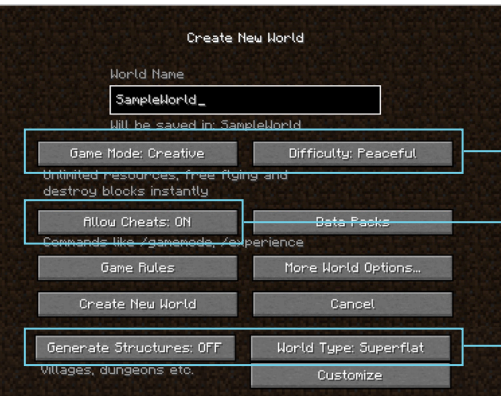 Create New World
World Name
SampleWorld_
Will be saved in: SampleWorld
Game Mode: Creative
Difficulty: Peaceful
Unlimited resources, free flying and
destroy blocks instantly
Allow Cheats: ON
Data Packs
Commands like /gamemode, /experience
Game Rules
More World Options...
Create New World
Cancel
Generate Structures: OFF
World Type: Superflat
Villages, dungeons etc.
Customize